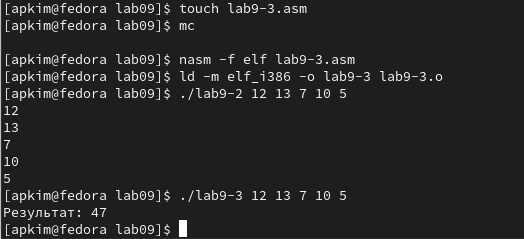 [apkim@fedora lab09]$ touch lab9-3.asm
[apkim@fedora lab09]$ mc
[apkim@fedora lab09]$ nasm -f elf lab9-3.asm
[apkim@fedora lab09]$ ld -m elf_i386 -o lab9-3 lab9-3.o
[apkim@fedora lab09]$ ./lab9-2 12 13 7 10 5
12
13
7
10
5
[apkim@fedora lab09]$ ./lab9-3 12 13 7 10 5
Результат: 47
[apkim@fedora lab09]$